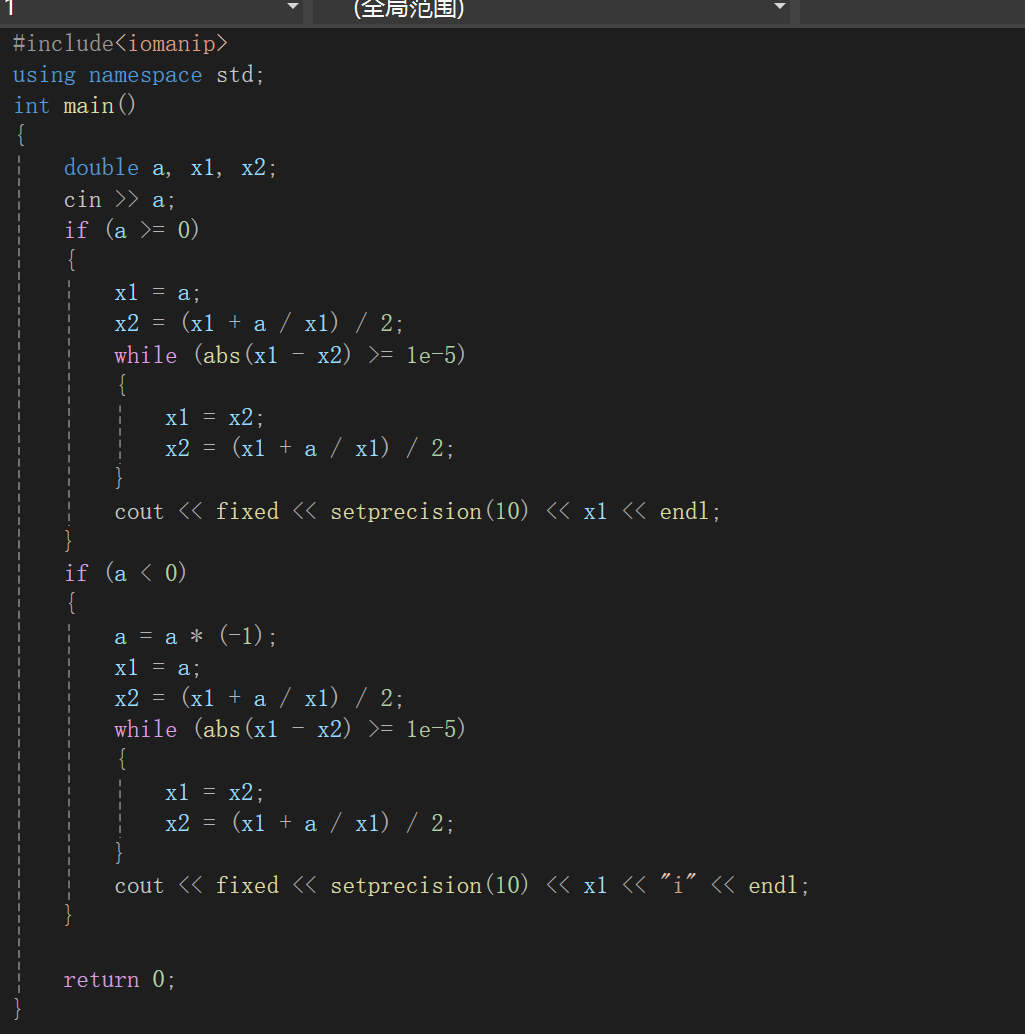 1 (全局范围)
#include<iomanip>
using namespace std;
int main()
{
double a, x1, x2;
cin >> a;
if (a >= 0)
{
x1 = a;
x2 = (x1 + a / x1) / 2;
while (abs(x1 - x2) >= 1e-5)
{
x1 = x2;
x2 = (x1 + a / x1) / 2;
}
cout << fixed << setprecision(10) << x1 << endl;
}
if (a < 0)
{
a = a * (-1);
x1 = a;
x2 = (x1 + a / x1) / 2;
while (abs(x1 - x2) >= 1e-5)
{
x1 = x2;
x2 = (x1 + a / x1) / 2;
}
cout << fixed << setprecision(10) << x1 << "i" << endl;
}
return 0;
}